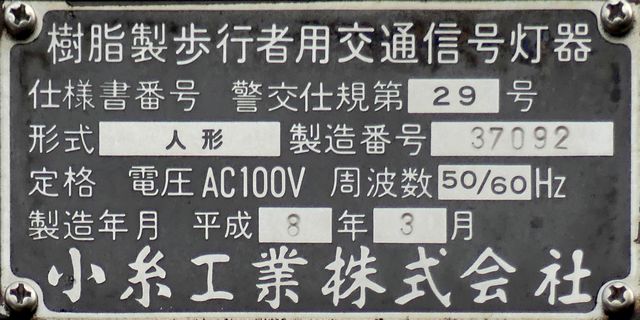 樹脂製歩行者用交通信号灯器
仕様書番号 警交仕規第 29 号
形式 人形 製造番号 37092
定格 電圧 AC100V 周波数 50/60 Hz
製造年月 平成 8 年 3 月
小糸工業株式会社